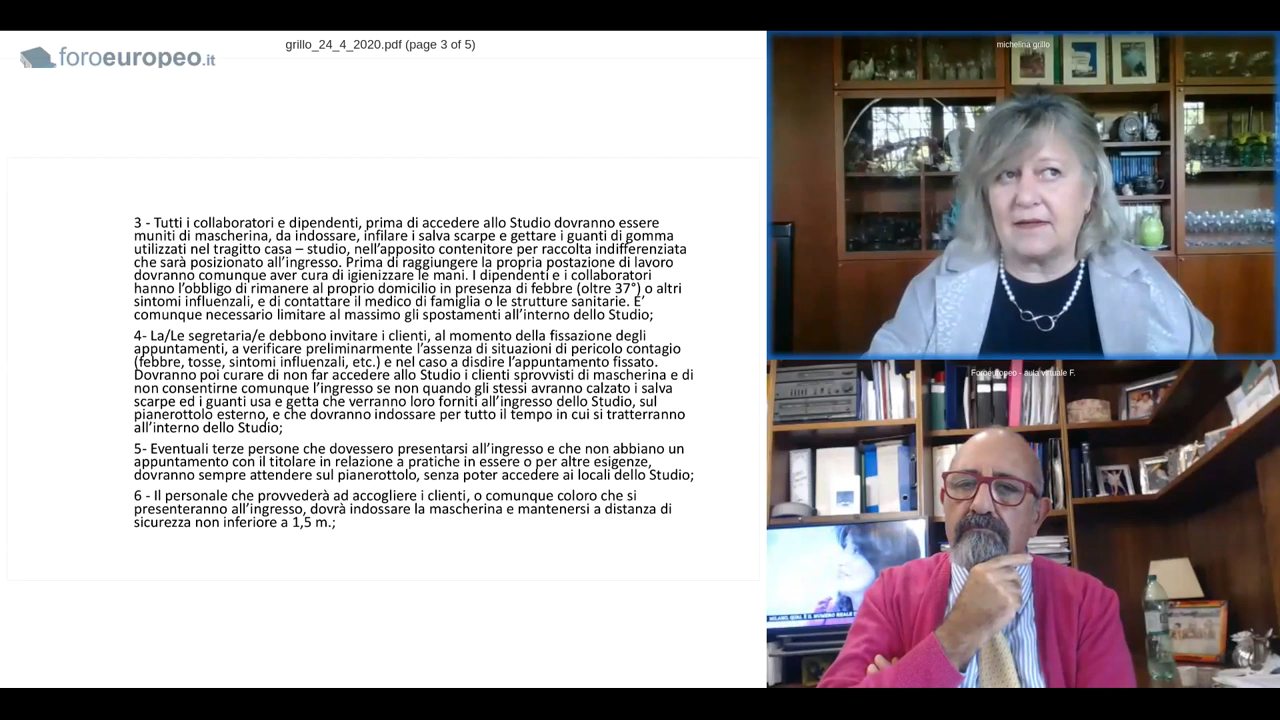 foroeuropeo.it
grillo_24_4_2020.pdf (page 3 of 5)
michelina grillo
3 - Tutti i collaboratori e dipendenti, prima di accedere allo Studio dovranno essere
muniti di mascherina, da indossare, infilare i salva scarpe e gettare i guanti di gomma
utilizzati nel tragitto casa – studio, nell’apposito contenitore per raccolta indifferenziata
che sarà posizionato all’ingresso. Prima di raggiungere la propria postazione di lavoro
dovranno comunque aver cura di igienizzare le mani. I dipendenti e i collaboratori
hanno l’obbligo di rimanere al proprio domicilio in presenza di febbre (oltre 37°) o altri
sintomi influenzali, e di contattare il medico di famiglia o le strutture sanitarie. E’
comunque necessario limitare al massimo gli spostamenti all’interno dello Studio;
4- La/Le segretaria/e debbono invitare i clienti, al momento della fissazione degli
appuntamenti, a verificare preliminarmente l’assenza di situazioni di pericolo contagio
(febbre, tosse, sintomi influenzali, etc.) e nel caso a disdire l’appuntamento fissato.
Dovranno poi curare di non far accedere allo Studio i clienti sprovvisti di mascherina e di
non consentirne comunque l’ingresso se non quando gli stessi avranno calzato i salva
scarpe ed i guanti usa e getta che verranno loro forniti all’ingresso dello Studio, sul
pianerottolo esterno, e che dovranno indossare per tutto il tempo in cui si tratterranno
all’interno dello Studio;
5- Eventuali terze persone che dovessero presentarsi all’ingresso e che non abbiano un
appuntamento con il titolare in relazione a pratiche in essere o per altre esigenze,
dovranno sempre attendere sul pianerottolo, senza poter accedere ai locali dello Studio;
6 - Il personale che provvederà ad accogliere i clienti, o comunque coloro che si
presenteranno all’ingresso, dovrà indossare la mascherina e mantenersi a distanza di
sicurezza non inferiore a 1,5 m.;
Foroeuropeo - aula virtuale F.
MILANO, QUAL È IL NUMERO REALE